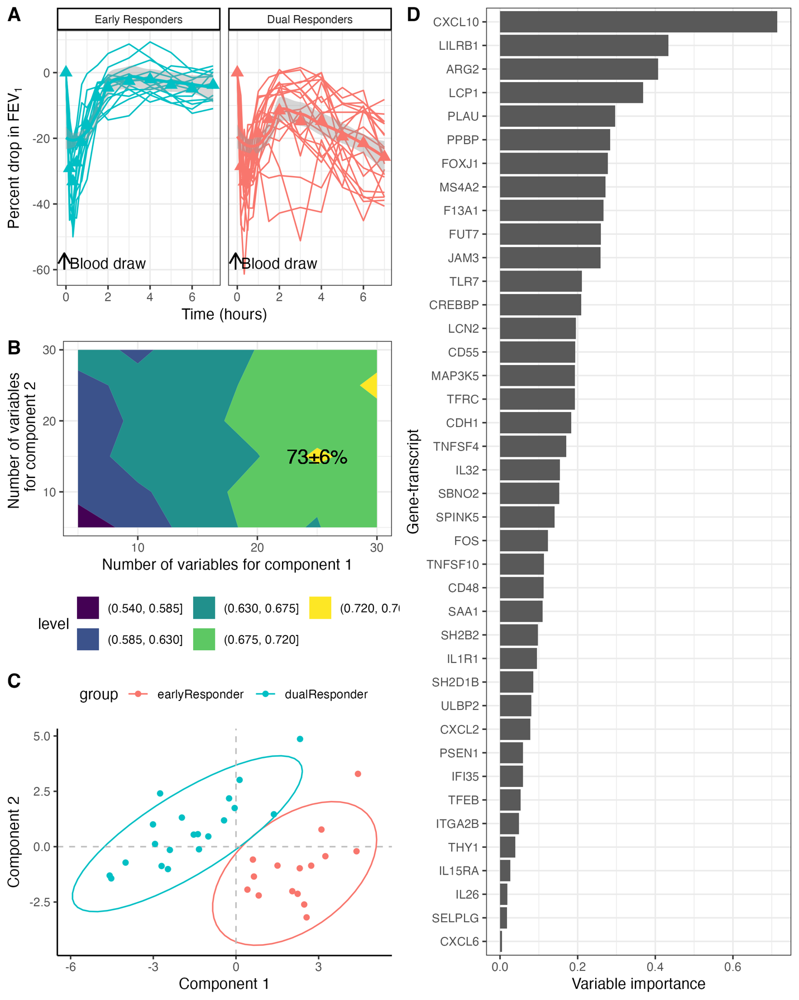 A
Early Responders
Dual Responders
Percent drop in FEV1
0
-20
-40
-60
Blood draw
Blood draw
0 2 4 6
0 2 4 6
Time (hours)
B
Number of variables
for component 2
30
20
10
73±6%
10 20 30
Number of variables for component 1
level
(0.540, 0.585]
(0.630, 0.675]
(0.720, 0.7
(0.585, 0.630]
(0.675, 0.720]
C
group
earlyResponder
dualResponder
Component 2
5.0
2.5
0.0
-2.5
-6 -3 0 3
Component 1
D
Gene-transcript
CXCL10
LILRB1
ARG2
LCP1
PLAU
PPBP
FOXJ1
MS4A2
F13A1
FUT7
JAM3
TLR7
CREBBP
LCN2
CD55
MAP3K5
TFRC
CDH1
TNFSF4
IL32
SBNO2
SPINK5
FOS
TNFSF10
CD48
SAA1
SH2B2
IL1R1
SH2D1B
ULBP2
CXCL2
PSEN1
IFI35
TFEB
ITGA2B
THY1
IL15RA
IL26
SELPLG
CXCL6
0.0 0.2 0.4 0.6
Variable importance